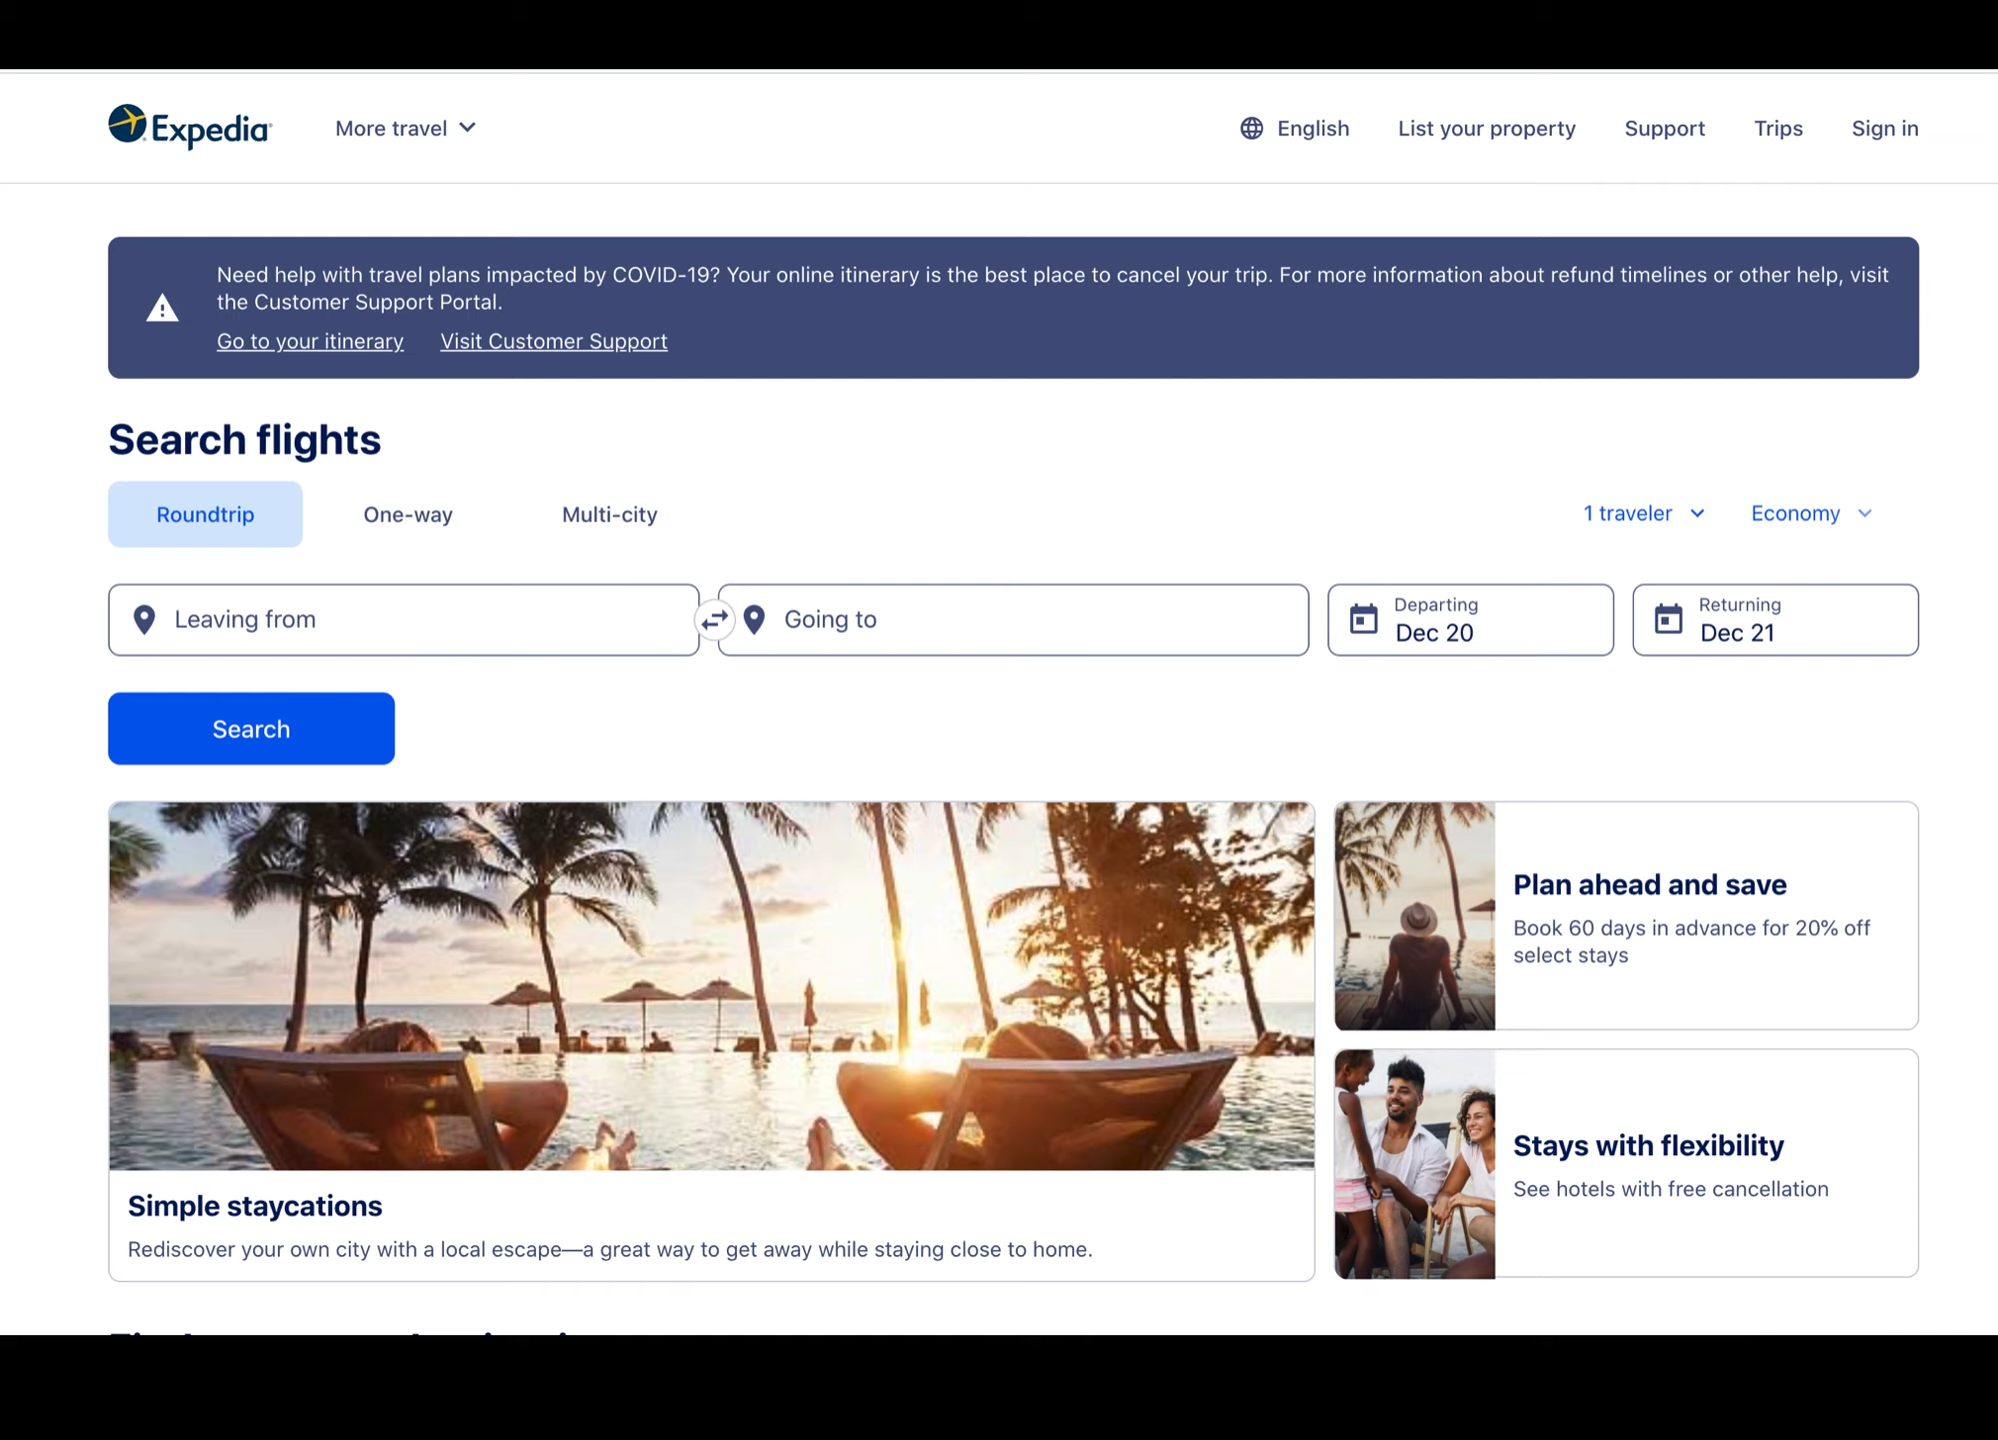 Expedia
More travel
English
List your property
Support
Trips
Sign in
Need help with travel plans impacted by COVID-19? Your online itinerary is the best place to cancel your trip. For more information about refund timelines or other help, visit
the Customer Support Portal.
Go to your itinerary
Visit Customer Support
Search flights
Roundtrip
One-way
Multi-city
1 traveler
Economy
Leaving from
Going to
Departing
Dec 20
Returning
Dec 21
Search
Simple staycations
Rediscover your own city with a local escape—a great way to get away while staying close to home.
Plan ahead and save
Book 60 days in advance for 20% off
select stays
Stays with flexibility
See hotels with free cancellation